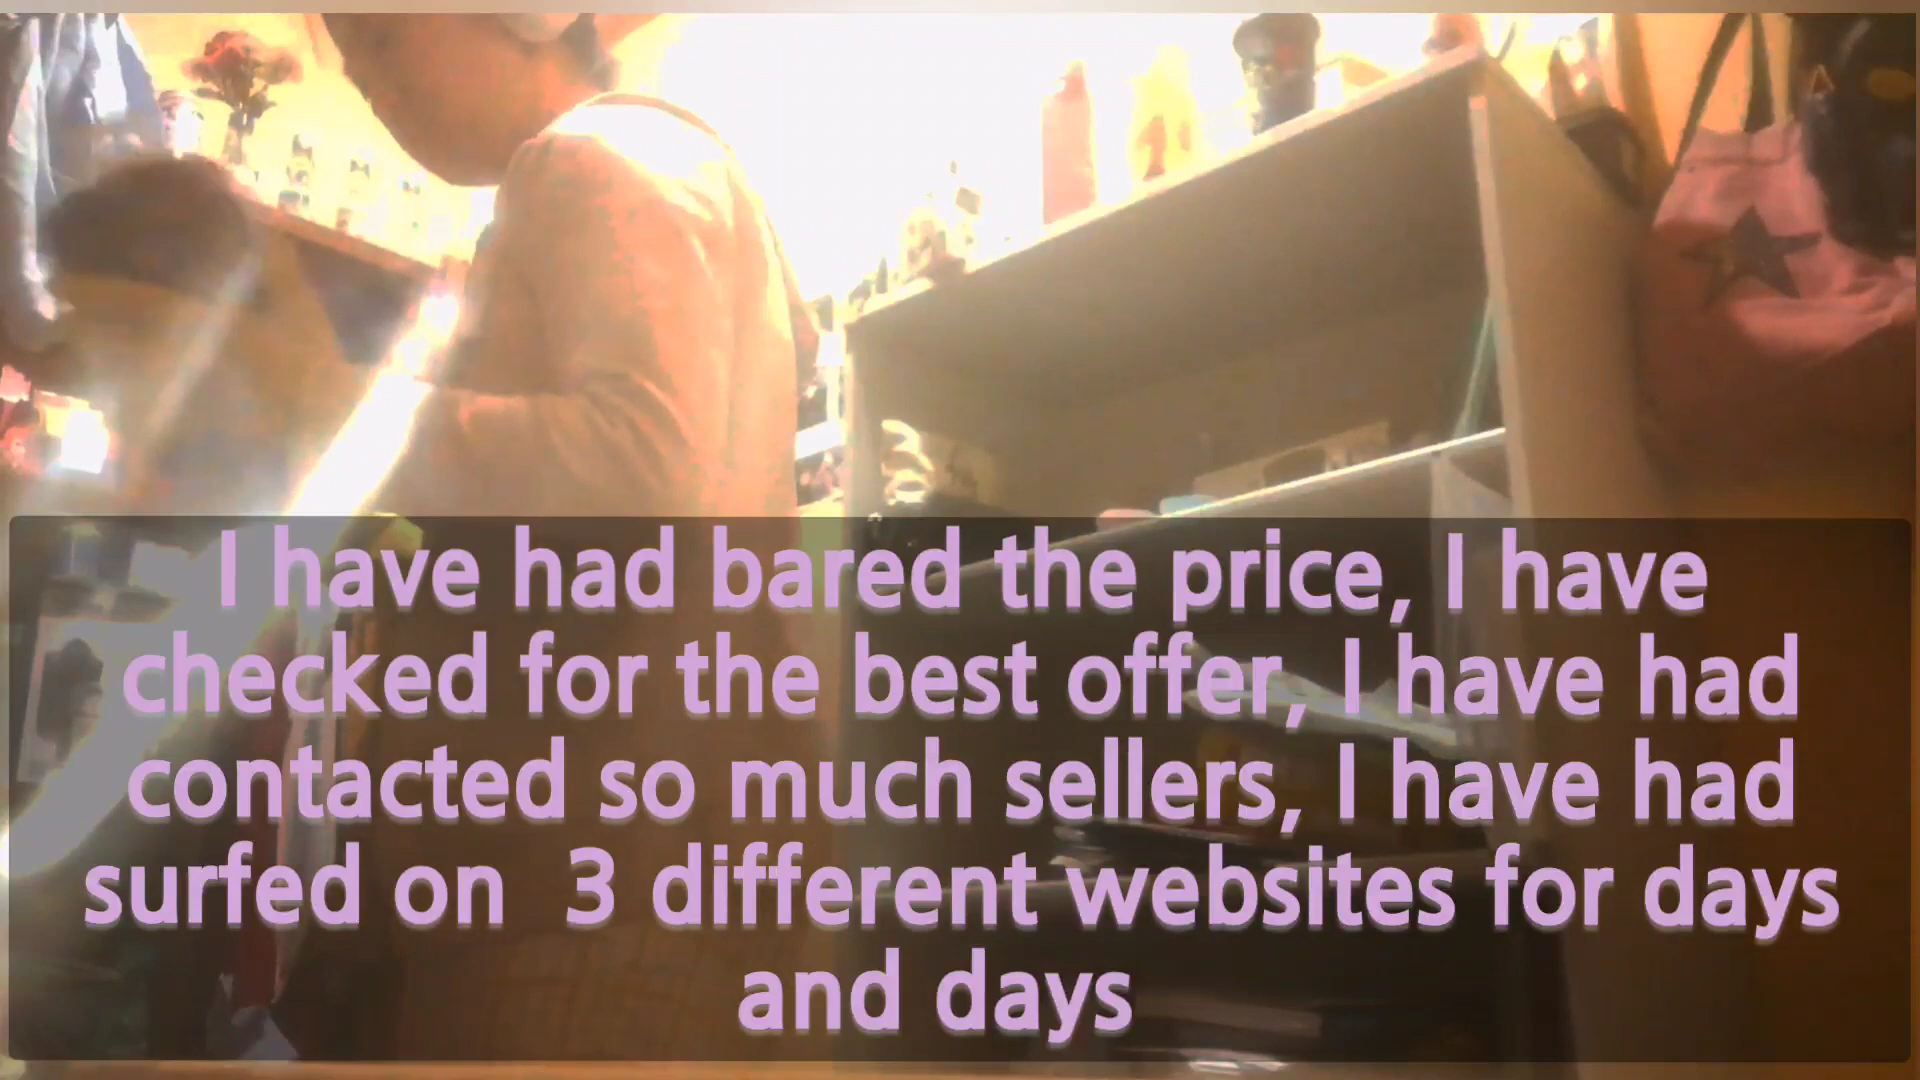 I have had bared the price, I have
checked for the best offer, I have had
contacted so much sellers, I have had
surfed on  3 different websites for days
and days